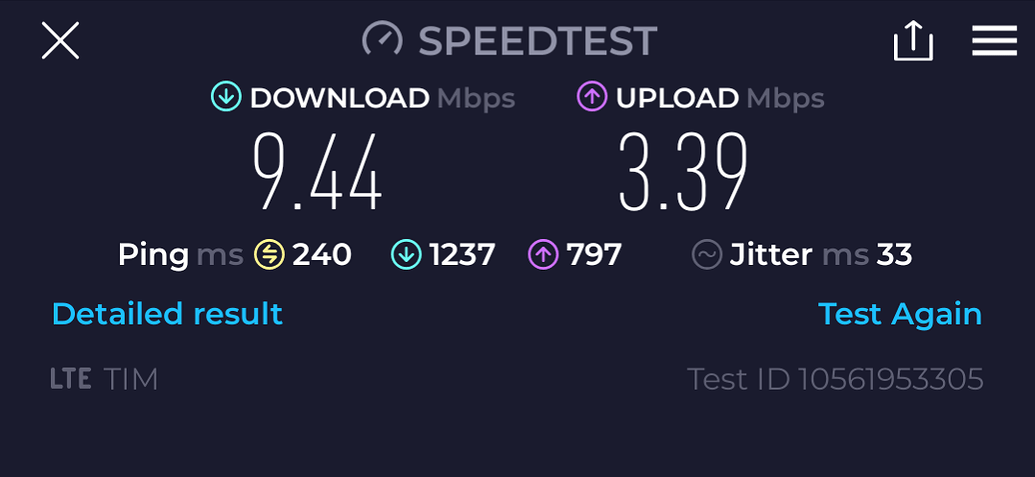 SPEEDTEST
DOWNLOAD Mbps UPLOAD Mbps
9.44 3.39
Ping ms 240 1237 797 Jitter ms 33
Detailed result Test Again
LTE TIM Test ID 10561953305